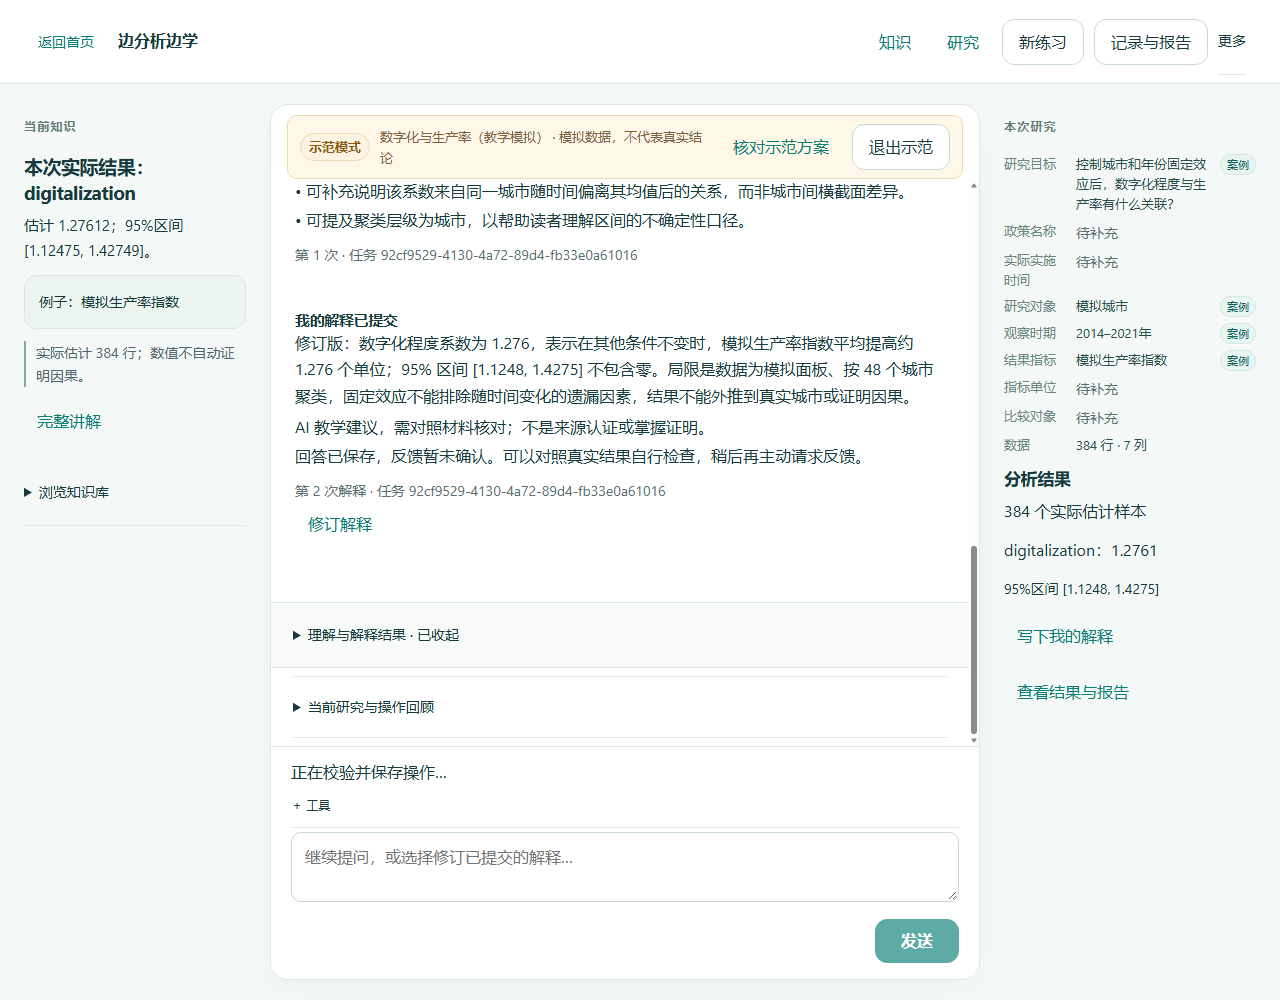 返回首页
边分析边学
知识
研究
新练习
记录与报告
更多
当前知识
本次实际结果：
digitalization
估计 1.27612；95%区间
[1.12475, 1.42749]。
例子：模拟生产率指数
实际估计 384 行；数值不自动证
明因果。
完整讲解
▶ 浏览知识库
示范模式
数字化与生产率（教学模拟） · 模拟数据，不代表真实结
论
核对示范方案
退出示范
• 可补充说明该系数来自同一城市随时间偏离其均值后的关系，而非城市间横截面差异。
• 可提及聚类层级为城市，以帮助读者理解区间的不确定性口径。
第 1 次 · 任务 92cf9529-4130-4a72-89d4-fb33e0a61016
我的解释已提交
修订版：数字化程度系数为 1.276，表示在其他条件不变时，模拟生产率指数平均提高约
1.276 个单位；95% 区间 [1.1248, 1.4275] 不包含零。局限是数据为模拟面板、按 48 个城市
聚类，固定效应不能排除随时间变化的遗漏因素，结果不能外推到真实城市或证明因果。
AI 教学建议，需对照材料核对；不是来源认证或掌握证明。
回答已保存，反馈暂未确认。可以对照真实结果自行检查，稍后再主动请求反馈。
第 2 次解释 · 任务 92cf9529-4130-4a72-89d4-fb33e0a61016
修订解释
▶ 理解与解释结果 · 已收起
▶ 当前研究与操作回顾
正在校验并保存操作...
+ 工具
继续提问，或选择修订已提交的解释...
发送
本次研究
研究目标
控制城市和年份固定效
应后，数字化程度与生
产率有什么关联？
案例
政策名称 待补充
实际实施
时间
待补充
研究对象 模拟城市 案例
观察时期 2014–2021年 案例
结果指标 模拟生产率指数 案例
指标单位 待补充
比较对象 待补充
数据 384 行 · 7 列
分析结果
384 个实际估计样本
digitalization：1.2761
95%区间 [1.1248, 1.4275]
写下我的解释
查看结果与报告